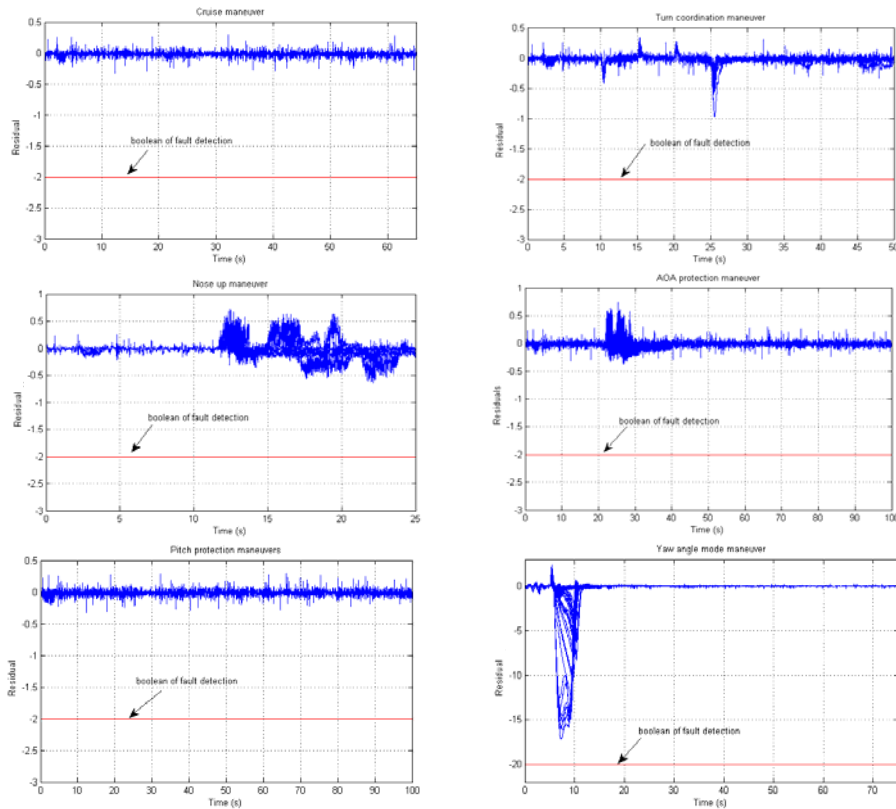 Cruise maneuver
0.5
0
-0.5
-1
-1.5
-2
-2.5
-3
Residual
boolean of fault detection
0 10 20 30 40 50 60
Time (s)
Turn coordination maneuver
0.5
0
-0.5
-1
-1.5
-2
-2.5
-3
Residual
boolean of fault detection
0 5 10 15 20 25 30 35 40 45 50
Time (s)
Nose up maneuver
1
0.5
0
-0.5
-1
-1.5
-2
-2.5
-3
Residual
boolean of fault detection
0 5 10 15 20 25
Time (s)
AOA protection maneuver
1
0.5
0
-0.5
-1
-1.5
-2
-2.5
-3
Residuals
boolean of fault detection
0 10 20 30 40 50 60 70 80 90 100
Time (s)
Pitch protection maneuvers
0.5
0
-0.5
-1
-1.5
-2
-2.5
-3
Residual
boolean of fault detection
0 10 20 30 40 50 60 70 80 90 100
Time (s)
Yaw angle mode maneuver
0
-5
-10
-15
-20
Residual
boolean of fault detection
0 10 20 30 40 50 60 70
Time (s)